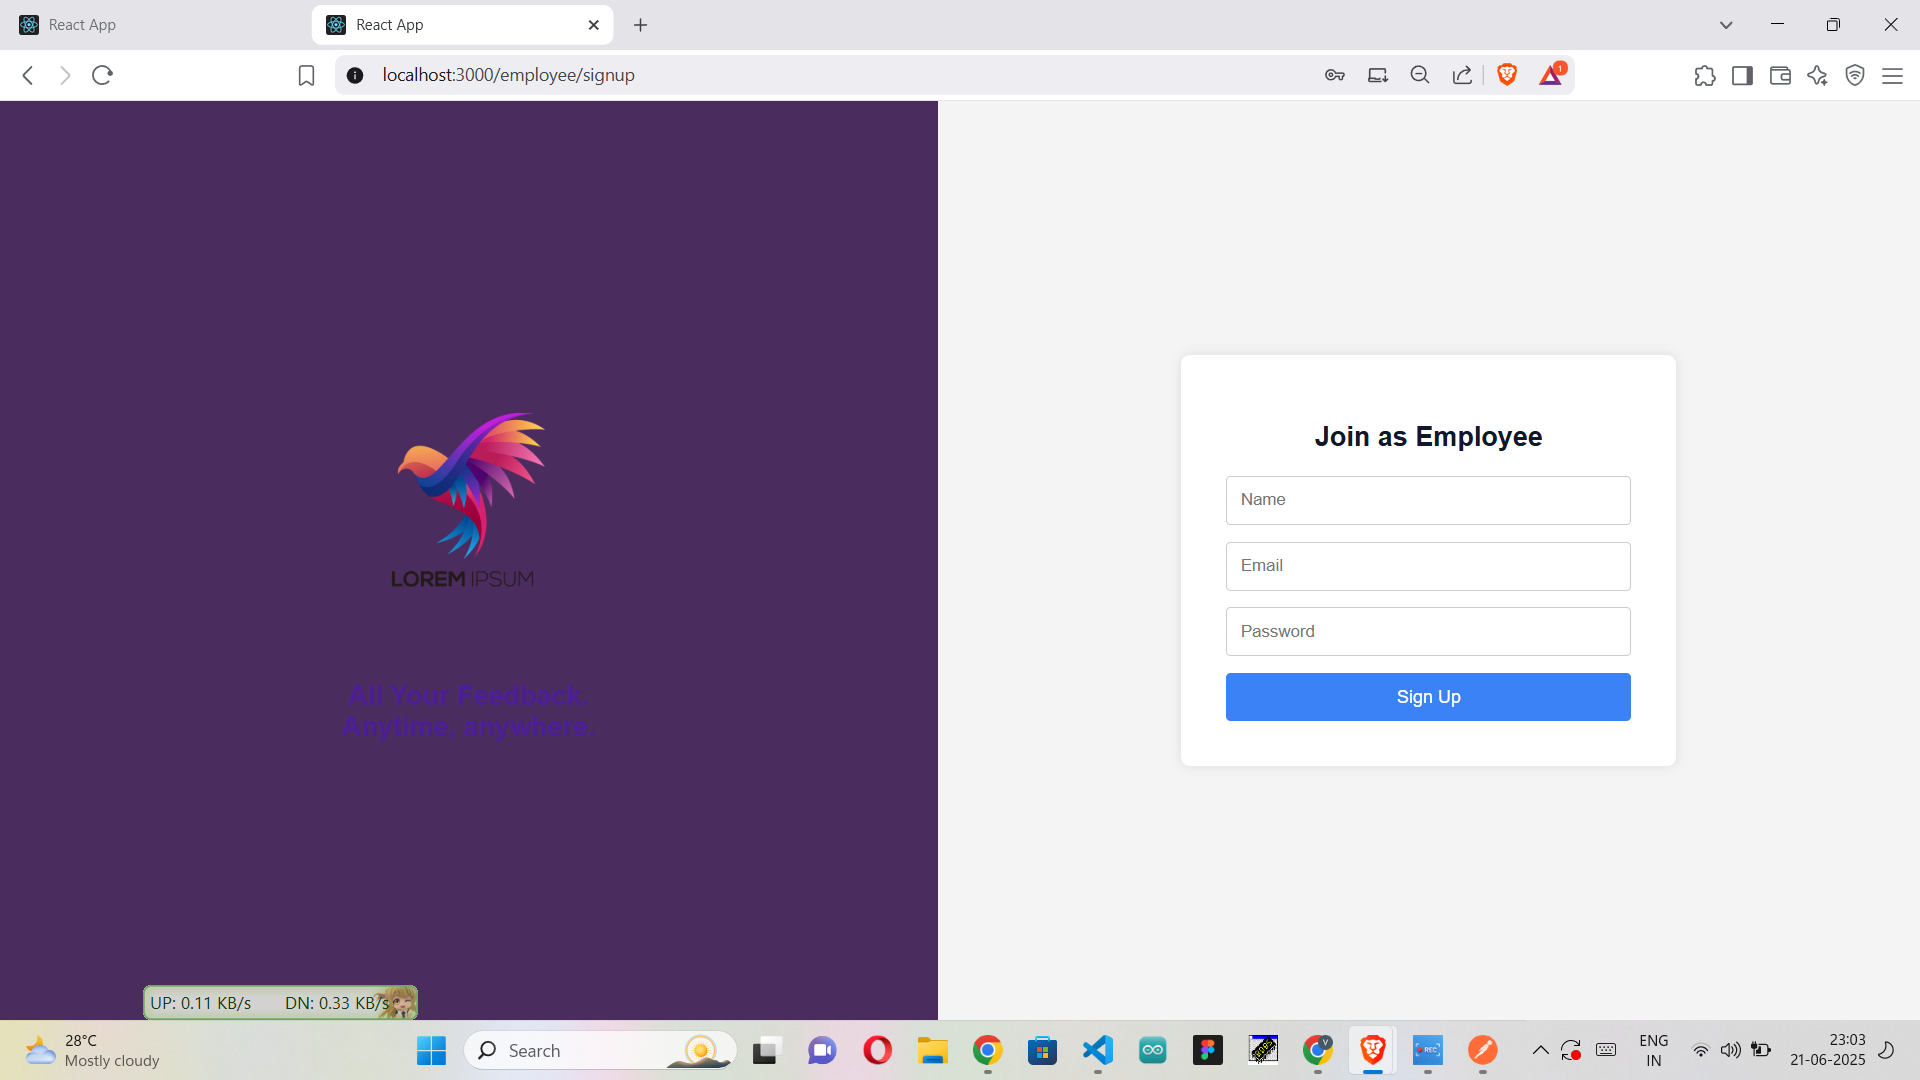 React App
React App
localhost:3000/employee/signup
1
LOREM IPSUM
All Your Feedback.
Anytime, anywhere.
Join as Employee
Name
Email
Password
Sign Up
UP: 0.11 KB/s DN: 0.33 KB/s
28°C
Mostly cloudy
Search
V
REC
ENG
IN
23:03
21-06-2025